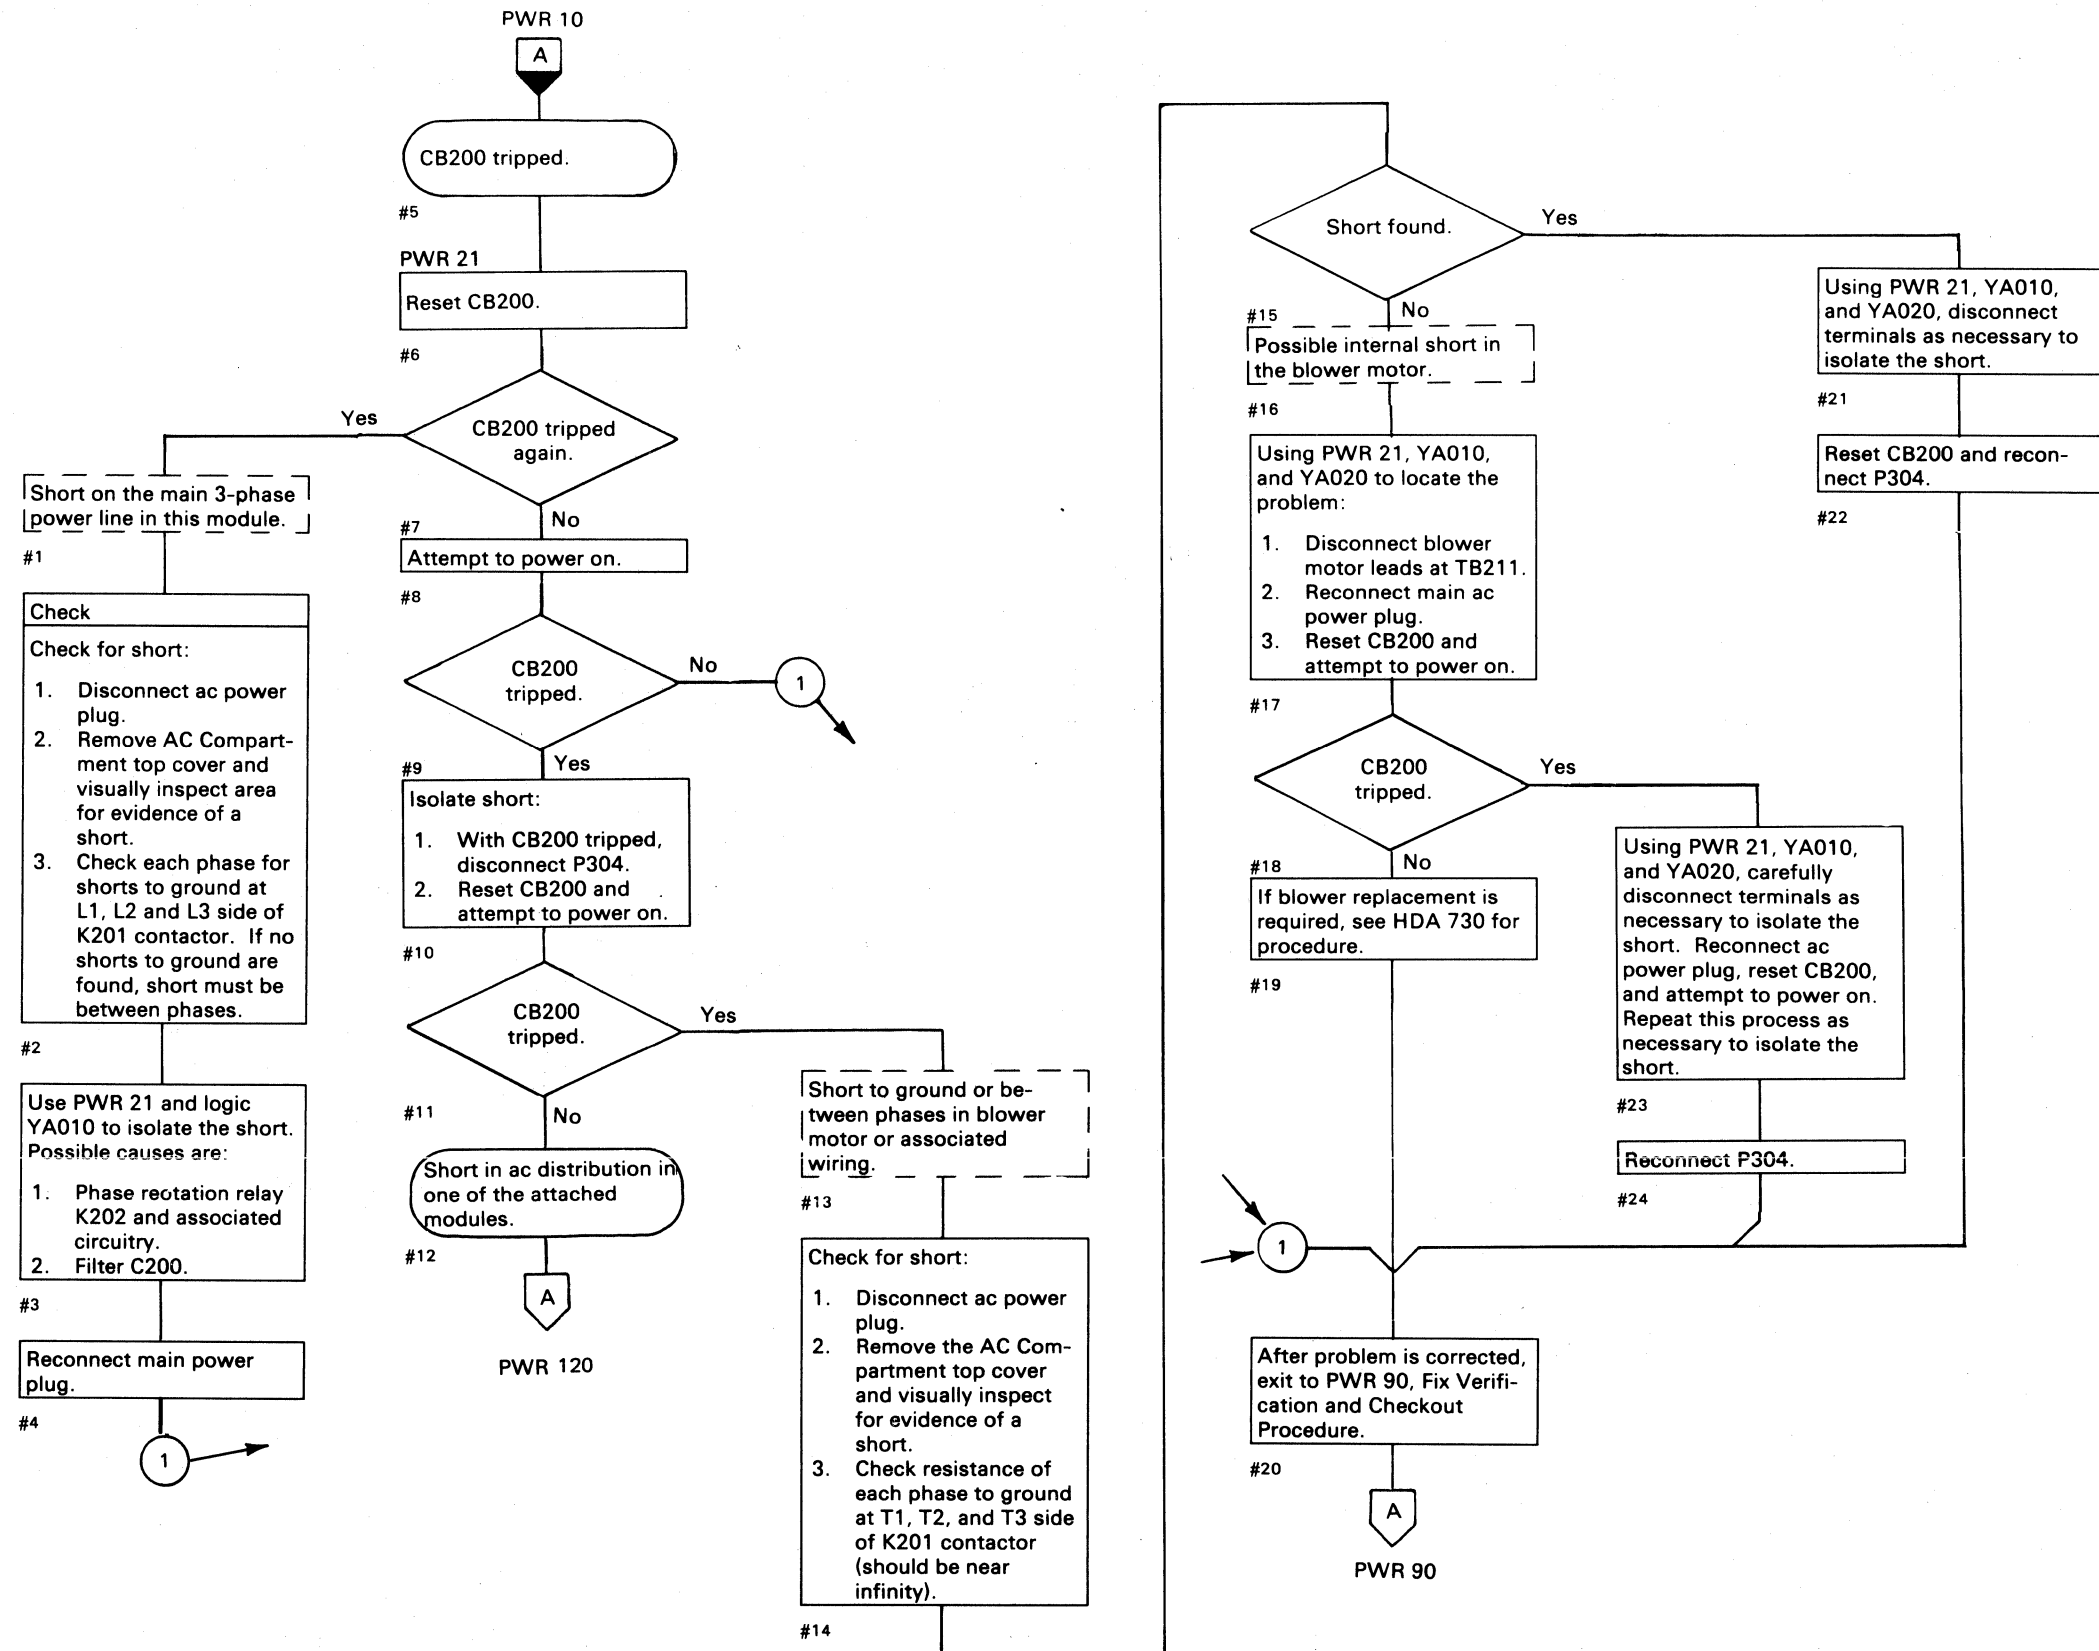 PWR 10
A
CB200 tripped.
#5
PWR 21
Reset CB200.
#6
CB200 tripped
again.
Yes
No
Short on the main 3-phase
power line in this module.
#1
Check
Check for short:
1. Disconnect ac power
plug.
2. Remove AC Compart-
ment top cover and
visually inspect area
for evidence of a
short.
3. Check each phase for
shorts to ground at
L1, L2 and L3 side of
K201 contactor. If no
shorts to ground are
found, short must be
between phases.
#2
Use PWR 21 and logic
YA010 to isolate the short.
Possible causes are:
1. Phase reotation relay
K202 and associated
circuitry.
2. Filter C200.
#3
Reconnect main power
plug.
#4
1
#7
Attempt to power on.
#8
CB200
tripped.
No
1
Yes
#9
Isolate short:
1. With CB200 tripped,
disconnect P304.
2. Reset CB200 and
attempt to power on.
#10
CB200
tripped.
Yes
No
#11
Short in ac distribution in
one of the attached
modules.
#12
A
PWR 120
Short to ground or be-
tween phases in blower
motor or associated
wiring.
#13
Check for short:
1. Disconnect ac power
plug.
2. Remove the AC Com-
partment top cover
and visually inspect
for evidence of a
short.
3. Check resistance of
each phase to ground
at T1, T2, and T3 side
of K201 contactor
(should be near
infinity).
#14
Short found.
Yes
No
#15
Possible internal short in
the blower motor.
#16
Using PWR 21, YA010,
and YA020 to locate the
problem:
1. Disconnect blower
motor leads at TB211.
2. Reconnect main ac
power plug.
3. Reset CB200 and
attempt to power on.
#17
CB200
tripped.
Yes
No
#18
If blower replacement is
required, see HDA 730 for
procedure.
#19
1
After problem is corrected,
exit to PWR 90, Fix Verifi-
cation and Checkout
Procedure.
#20
A
PWR 90
Using PWR 21, YA010,
and YA020, disconnect
terminals as necessary to
isolate the short.
#21
Reset CB200 and recon-
nect P304.
#22
Using PWR 21, YA010,
and YA020, carefully
disconnect terminals as
necessary to isolate the
short. Reconnect ac
power plug, reset CB200,
and attempt to power on.
Repeat this process as
necessary to isolate the
short.
#23
Reconnect P304.
#24